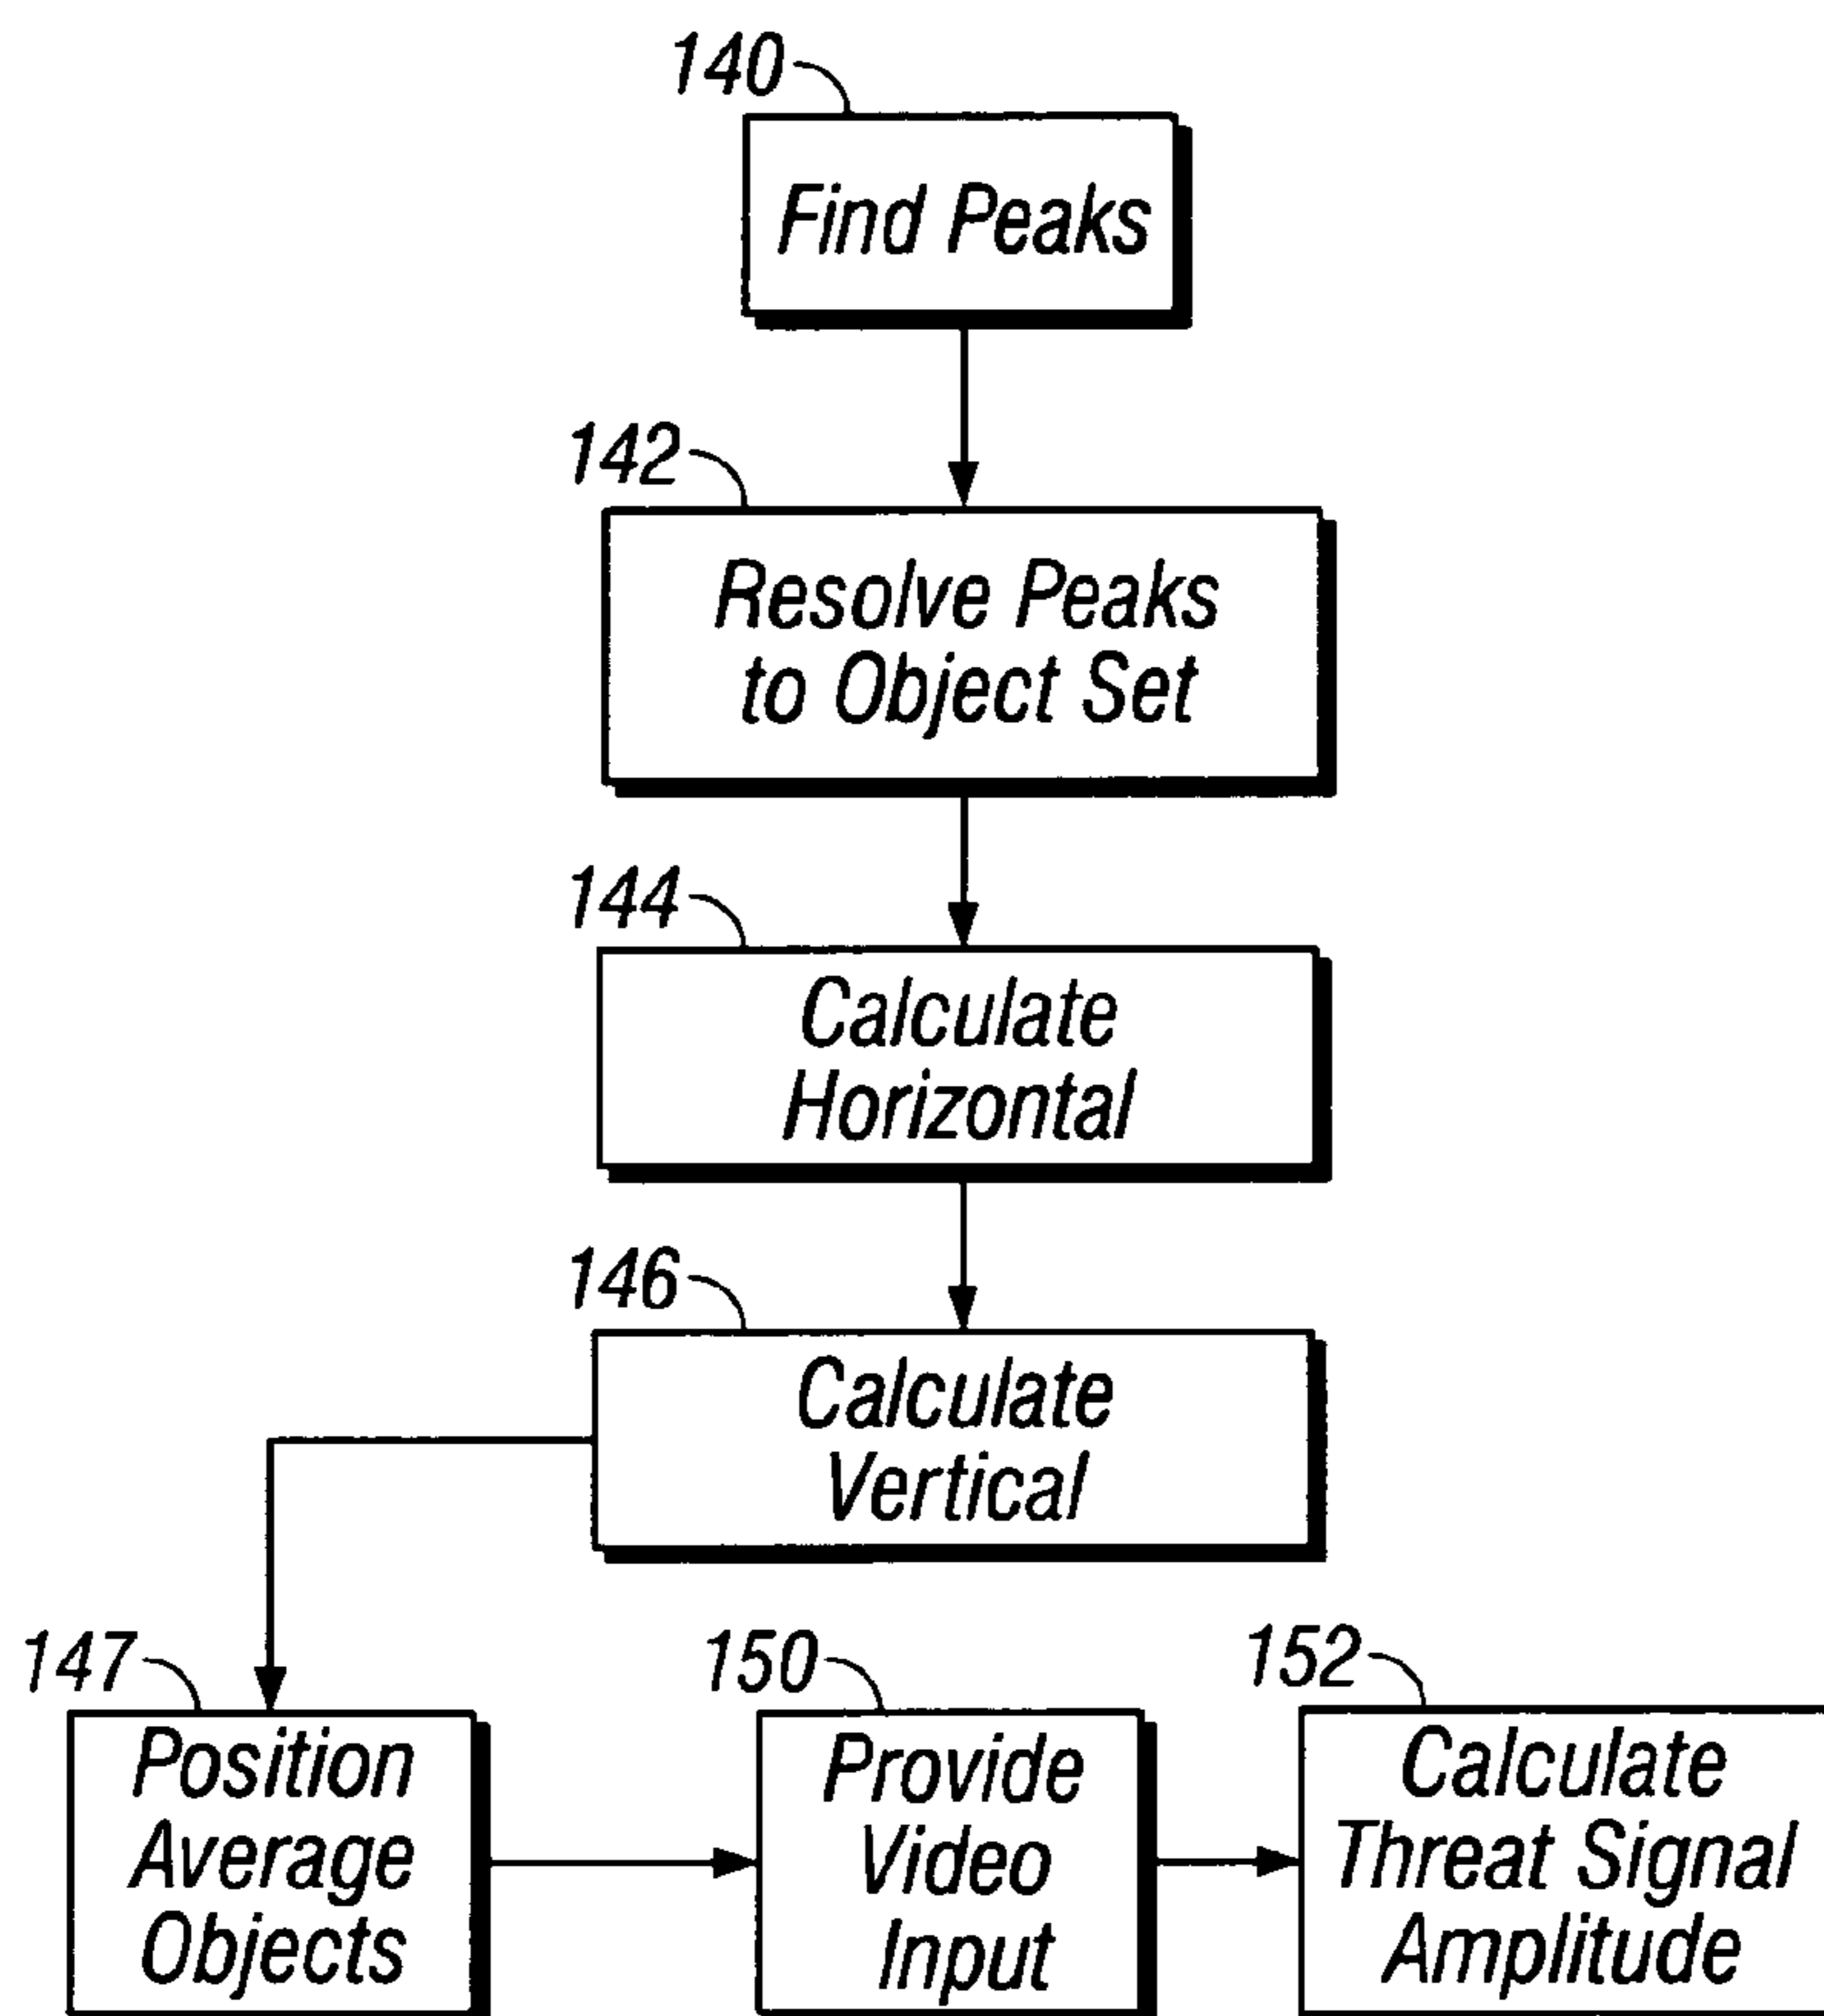 140
Find Peaks
142
Resolve Peaks
to Object Set
144
Calculate
Horizontal
146
Calculate
Vertical
147
Position
Average
Objects
150
Provide
Video
Input
152
Calculate
Threat Signal
Amplitude